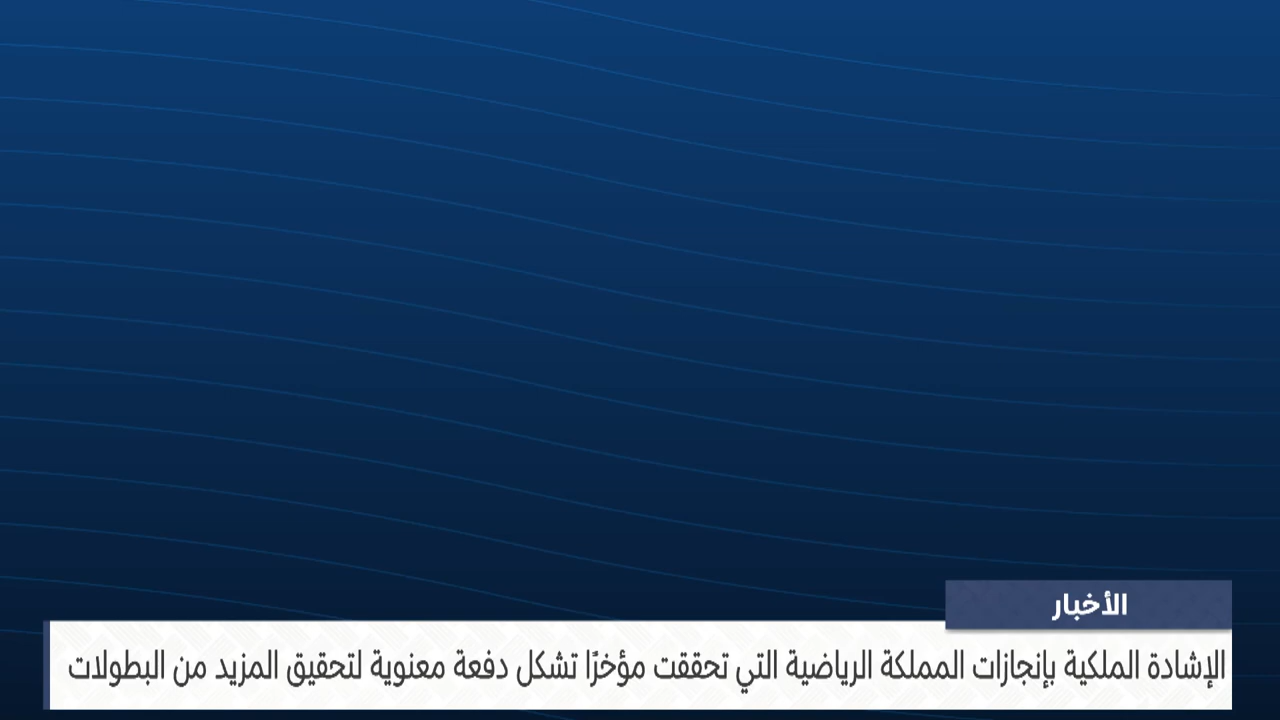 الأخبار
الإشادة الملكية بإنجازات المملكة الرياضية التي تحققت مؤخرًا تشكل دفعة معنوية لتحقيق المزيد من البطولات